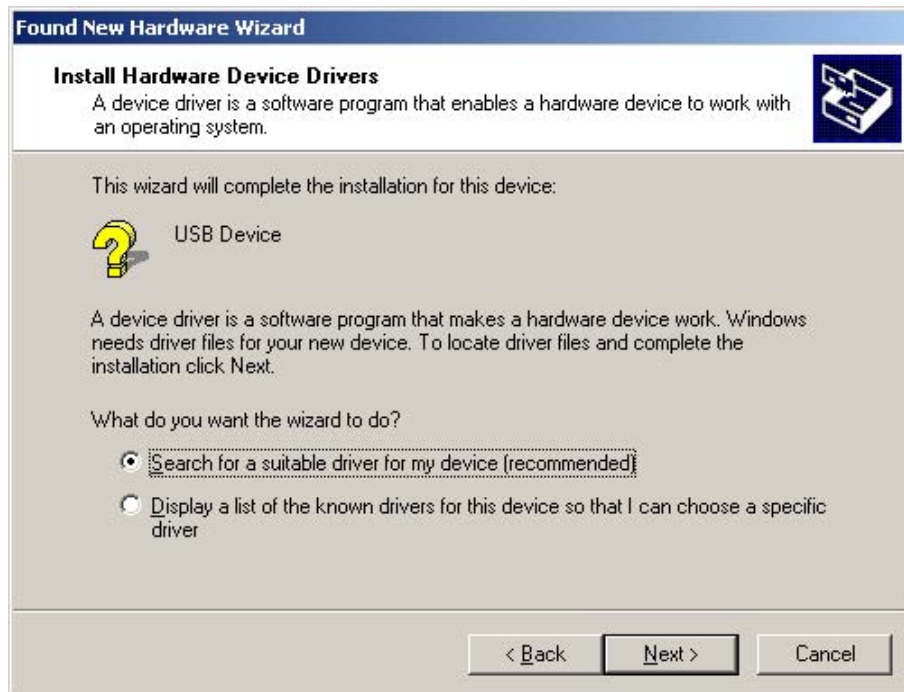 Found New Hardware Wizard
Install Hardware Device Drivers
A device driver is a software program that enables a hardware device to work with
an operating system.
This wizard will complete the installation for this device:
USB Device
A device driver is a software program that makes a hardware device work. Windows
needs driver files for your new device. To locate driver files and complete the
installation click Next.
What do you want the wizard to do?
Search for a suitable driver for my device (recommended)
Display a list of the known drivers for this device so that I can choose a specific
driver
< Back
Next >
Cancel